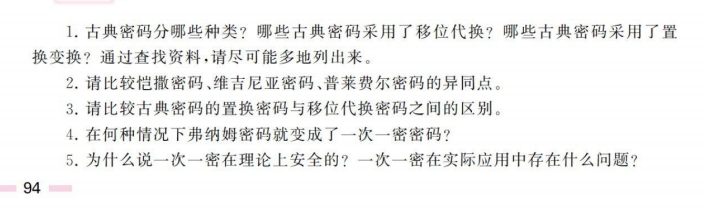 1. 古典密码分哪些种类？哪些古典密码采用了移位代换？哪些古典密码采用了置
换变换？通过查找资料,请尽可能多地列出来。
2. 请比较恺撒密码、维吉尼亚密码、普莱费尔密码的异同点。
3. 请比较古典密码的置换密码与移位代换密码之间的区别。
4. 在何种情况下弗纳姆密码就变成了一次一密密码？
5. 为什么说一次一密在理论上安全的？一次一密在实际应用中存在什么问题？
94